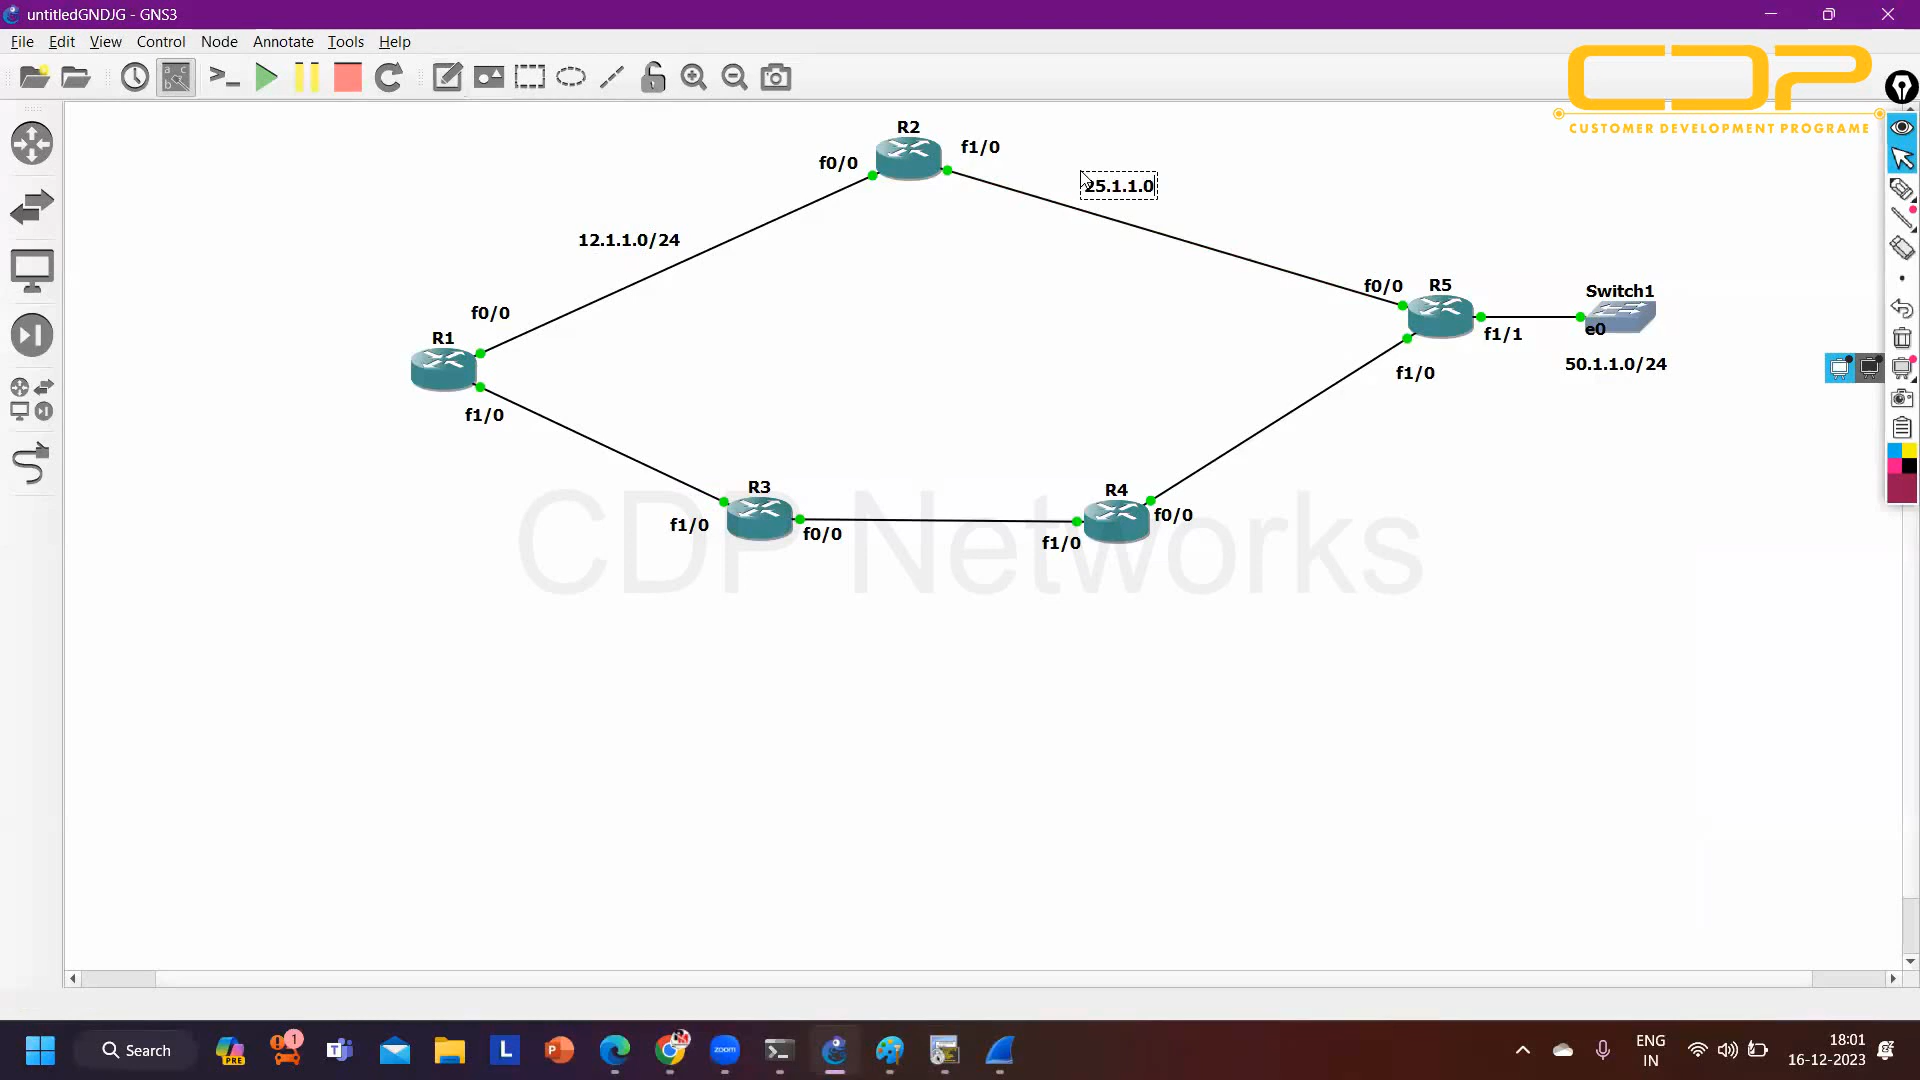 untitledGNDJG - GNS3
File Edit View Control Node Annotate Tools Help
CDP
CUSTOMER DEVELOPMENT PROGRAME
R2
f0/0
f1/0
25.1.1.0
12.1.1.0/24
f0/0
R1
f1/0
f0/0
R5
Switch1
e0
f1/1
50.1.1.0/24
f1/0
R3
f1/0
f0/0
R4
f0/0
f1/0
CDP Networks
Search
PRE
1
L
P
zoom
ENG
IN
18:01
16-12-2023